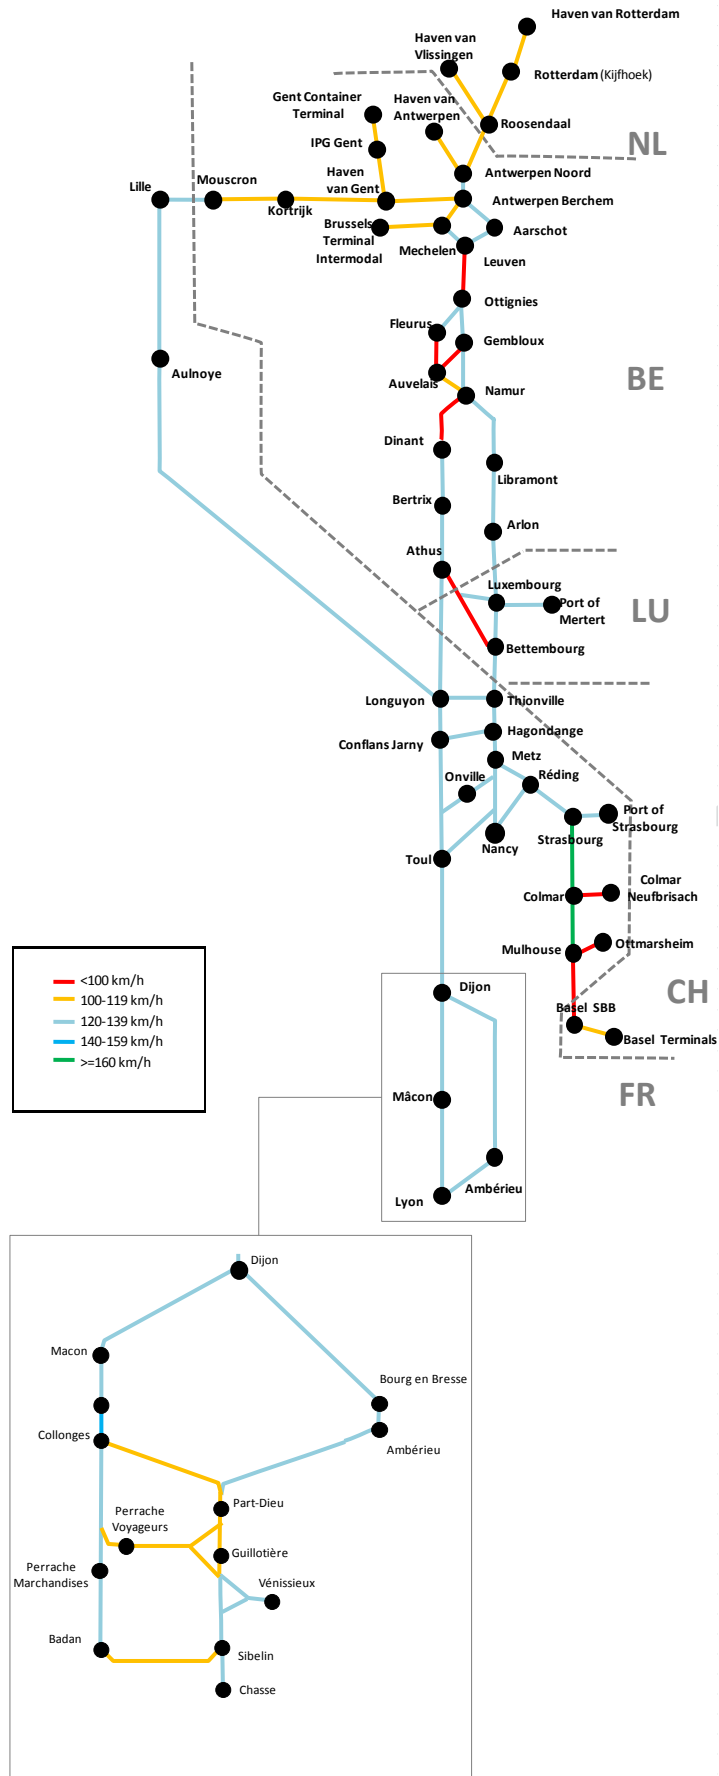 Haven van Rotterdam
Haven van
Vlissingen
Rotterdam (Kijfhoek)
Gent Container
Terminal
Haven van
Antwerpen
Roosendaal
NL
IPG Gent
Haven
van Gent
Antwerpen Noord
Lille
Mouscron
Kortrijk
Antwerpen Berchem
Brussels
Terminal
Intermodal
Mechelen
Aarschot
Leuven
Ottignies
Fleurus
Gembloux
Aulnoye
Auvelais
Namur
BE
Dinant
Libramont
Bertrix
Arlon
Athus
Luxembourg
Port of
Mertert
LU
Bettembourg
Longuyon
Thionville
Hagondange
Conflans Jarny
Metz
Onville
Réding
Port of
Strasbourg
Strasbourg
Nancy
Toul
Colmar
Neufbrisach
Colmar
Ottmarsheim
Mulhouse
<100 km/h
100-119 km/h
120-139 km/h
140-159 km/h
>=160 km/h
Dijon
CH
Basel SBB
Basel Terminals
FR
Mâcon
Ambérieu
Lyon
Dijon
Macon
Bourg en Bresse
Collonges
Ambérieu
Part-Dieu
Perrache
Voyageurs
Guillotière
Perrache
Marchandises
Vénissieux
Badan
Sibelin
Chasse